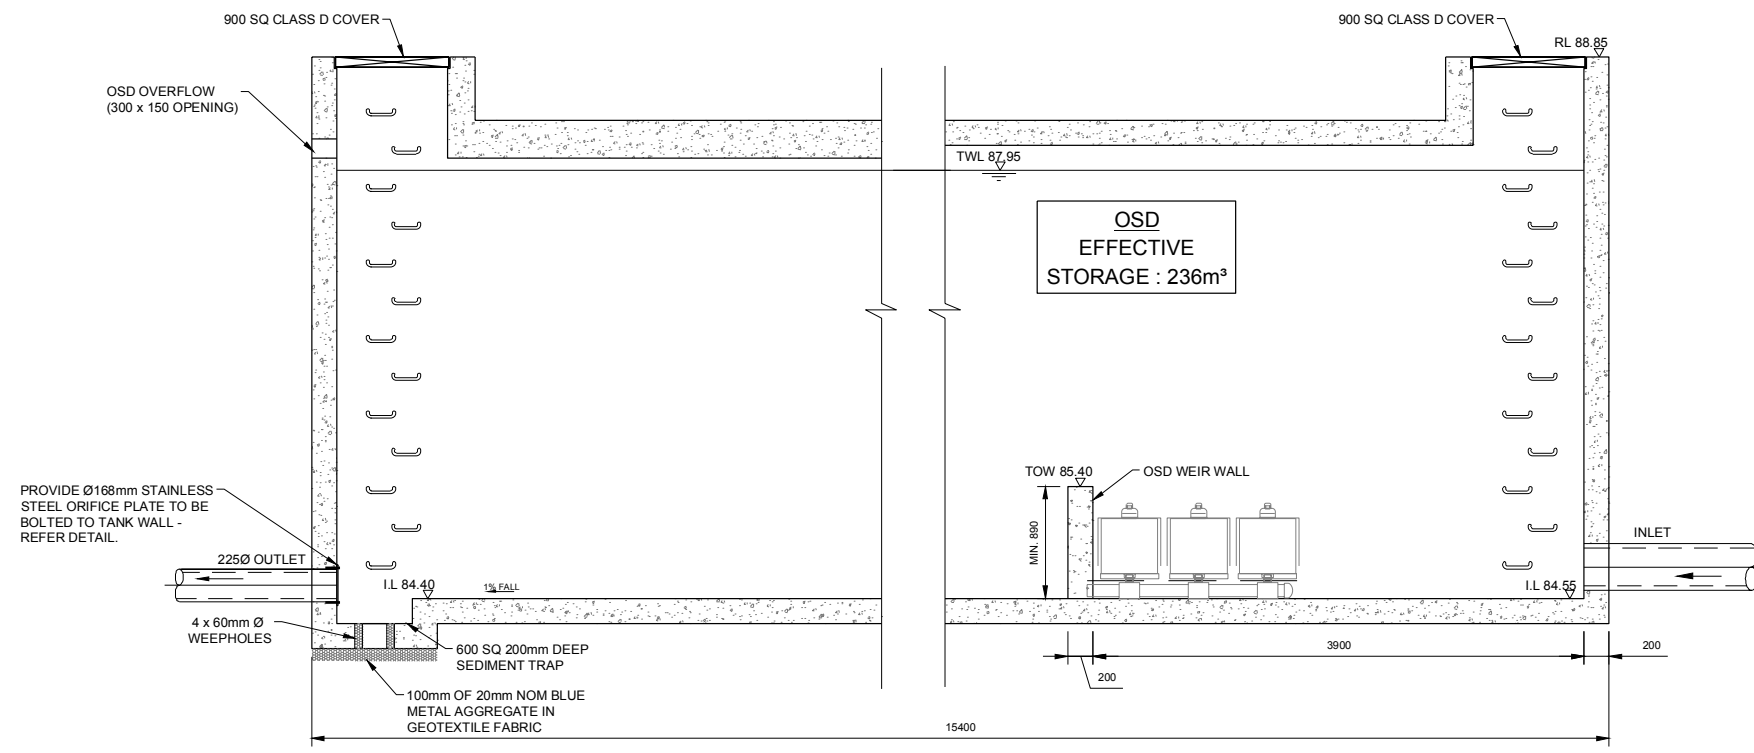 900 SQ CLASS D COVER
900 SQ CLASS D COVER
RL 88.85
OSD OVERFLOW
(300 x 150 OPENING)
TWL 87.95
OSD
EFFECTIVE
STORAGE : 236m³
TOW 85.40
OSD WEIR WALL
PROVIDE Ø168mm STAINLESS
STEEL ORIFICE PLATE TO BE
BOLTED TO TANK WALL -
REFER DETAIL.
MIN. 890
INLET
225Ø OUTLET
I.L 84.40
1% FALL
I.L 84.55
4 x 60mm Ø
WEEPHOLES
600 SQ 200mm DEEP
SEDIMENT TRAP
3900
200
200
100mm OF 20mm NOM BLUE
METAL AGGREGATE IN
GEOTEXTILE FABRIC
15400